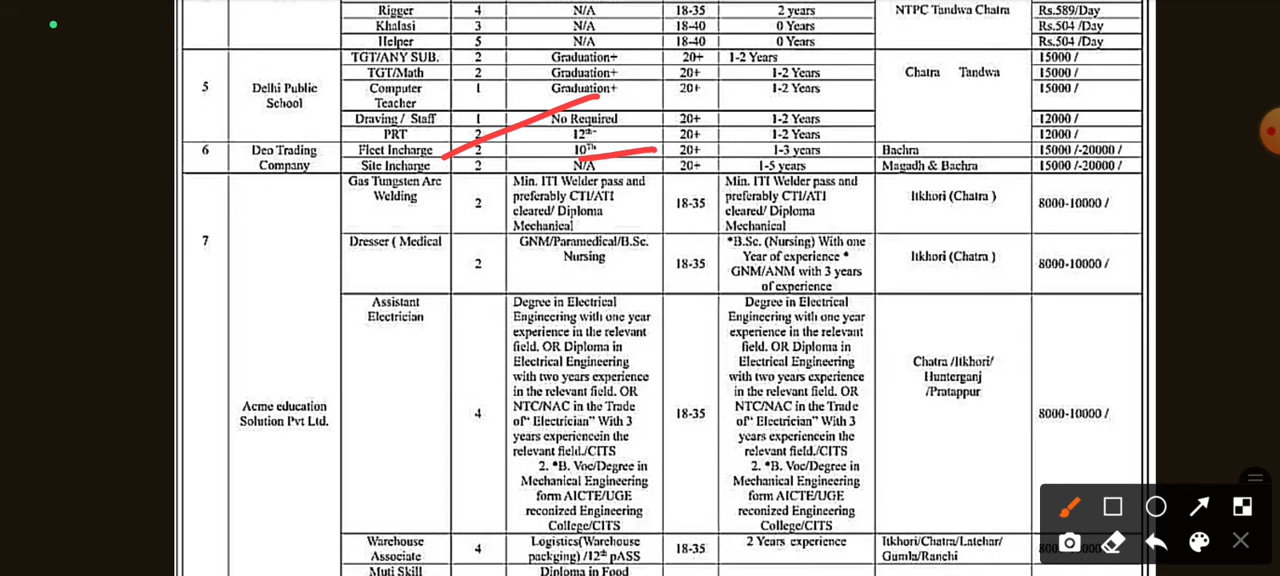 Rigger 4 N/A 18-35 2 years NTPC Tandwa Chatra Rs.589/Day
Khalasi 3 N/A 18-40 0 Years Rs.504 /Day
Helper 5 N/A 18-40 0 Years Rs.504 /Day
5 Delhi Public School Chatra Tandwa
TGT/ANY SUB. 2 Graduation+ 20+ 1-2 Years 15000 /
TGT/Math 2 Graduation+ 20+ 1-2 Years 15000 /
Computer Teacher 1 Graduation+ 20+ 1-2 Years 15000 /
Draving / Staff 1 No Required 20+ 1-2 Years 12000 /
PRT 2 12th- 20+ 1-2 Years 12000 /
6 Deo Trading Company
Fleet Incharge 2 10Th 20+ 1-3 years Bachra 15000 /-20000 /
Site Incharge 2 N/A 20+ 1-5 years Magadh & Bachra 15000 /-20000 /
7 Acme education Solution Pvt Ltd.
Gas Tungsten Arc
Welding
2
Min. ITI Welder pass and
preferably CTI/ATI
cleared/ Diploma
Mechanical
18-35
Min. ITI Welder pass and
preferably CTI/ATI
cleared/ Diploma
Mechanical
Itkhori (Chatra )
8000-10000 /
Dresser ( Medical
2
GNM/Paramedical/B.Sc.
Nursing
18-35
*B.Sc. (Nursing) With one
Year of experience *
GNM/ANM with 3 years
of experience
Itkhori (Chatra )
8000-10000 /
Assistant
Electrician
4
Degree in Electrical
Engineering with one year
experience in the relevant
field. OR Diploma in
Electrical Engineering
with two years experience
in the relevant field. OR
NTC/NAC in the Trade
of“ Electrician” With 3
years experiencein the
relevant field./CITS
2. *B. Voc/Degree in
Mechanical Engineering
form AICTE/UGE
reconized Engineering
College/CITS
18-35
Degree in Electrical
Engineering with one year
experience in the relevant
field. OR Diploma in
Electrical Engineering
with two years experience
in the relevant field. OR
NTC/NAC in the Trade
of“ Electrician” With 3
years experiencein the
relevant field./CITS
2. *B. Voc/Degree in
Mechanical Engineering
form AICTE/UGE
reconized Engineering
College/CITS
Chatra /Itkhori/
Hunterganj
/Pratappur
8000-10000 /
Warehouse
Associate
4
Logistics(Warehouse
packging) /12th pASS
18-35
2 Years experience
Itkhori/Chatra/Latehar/
Gumla/Ranchi
Muti Skill
Diploma in Food